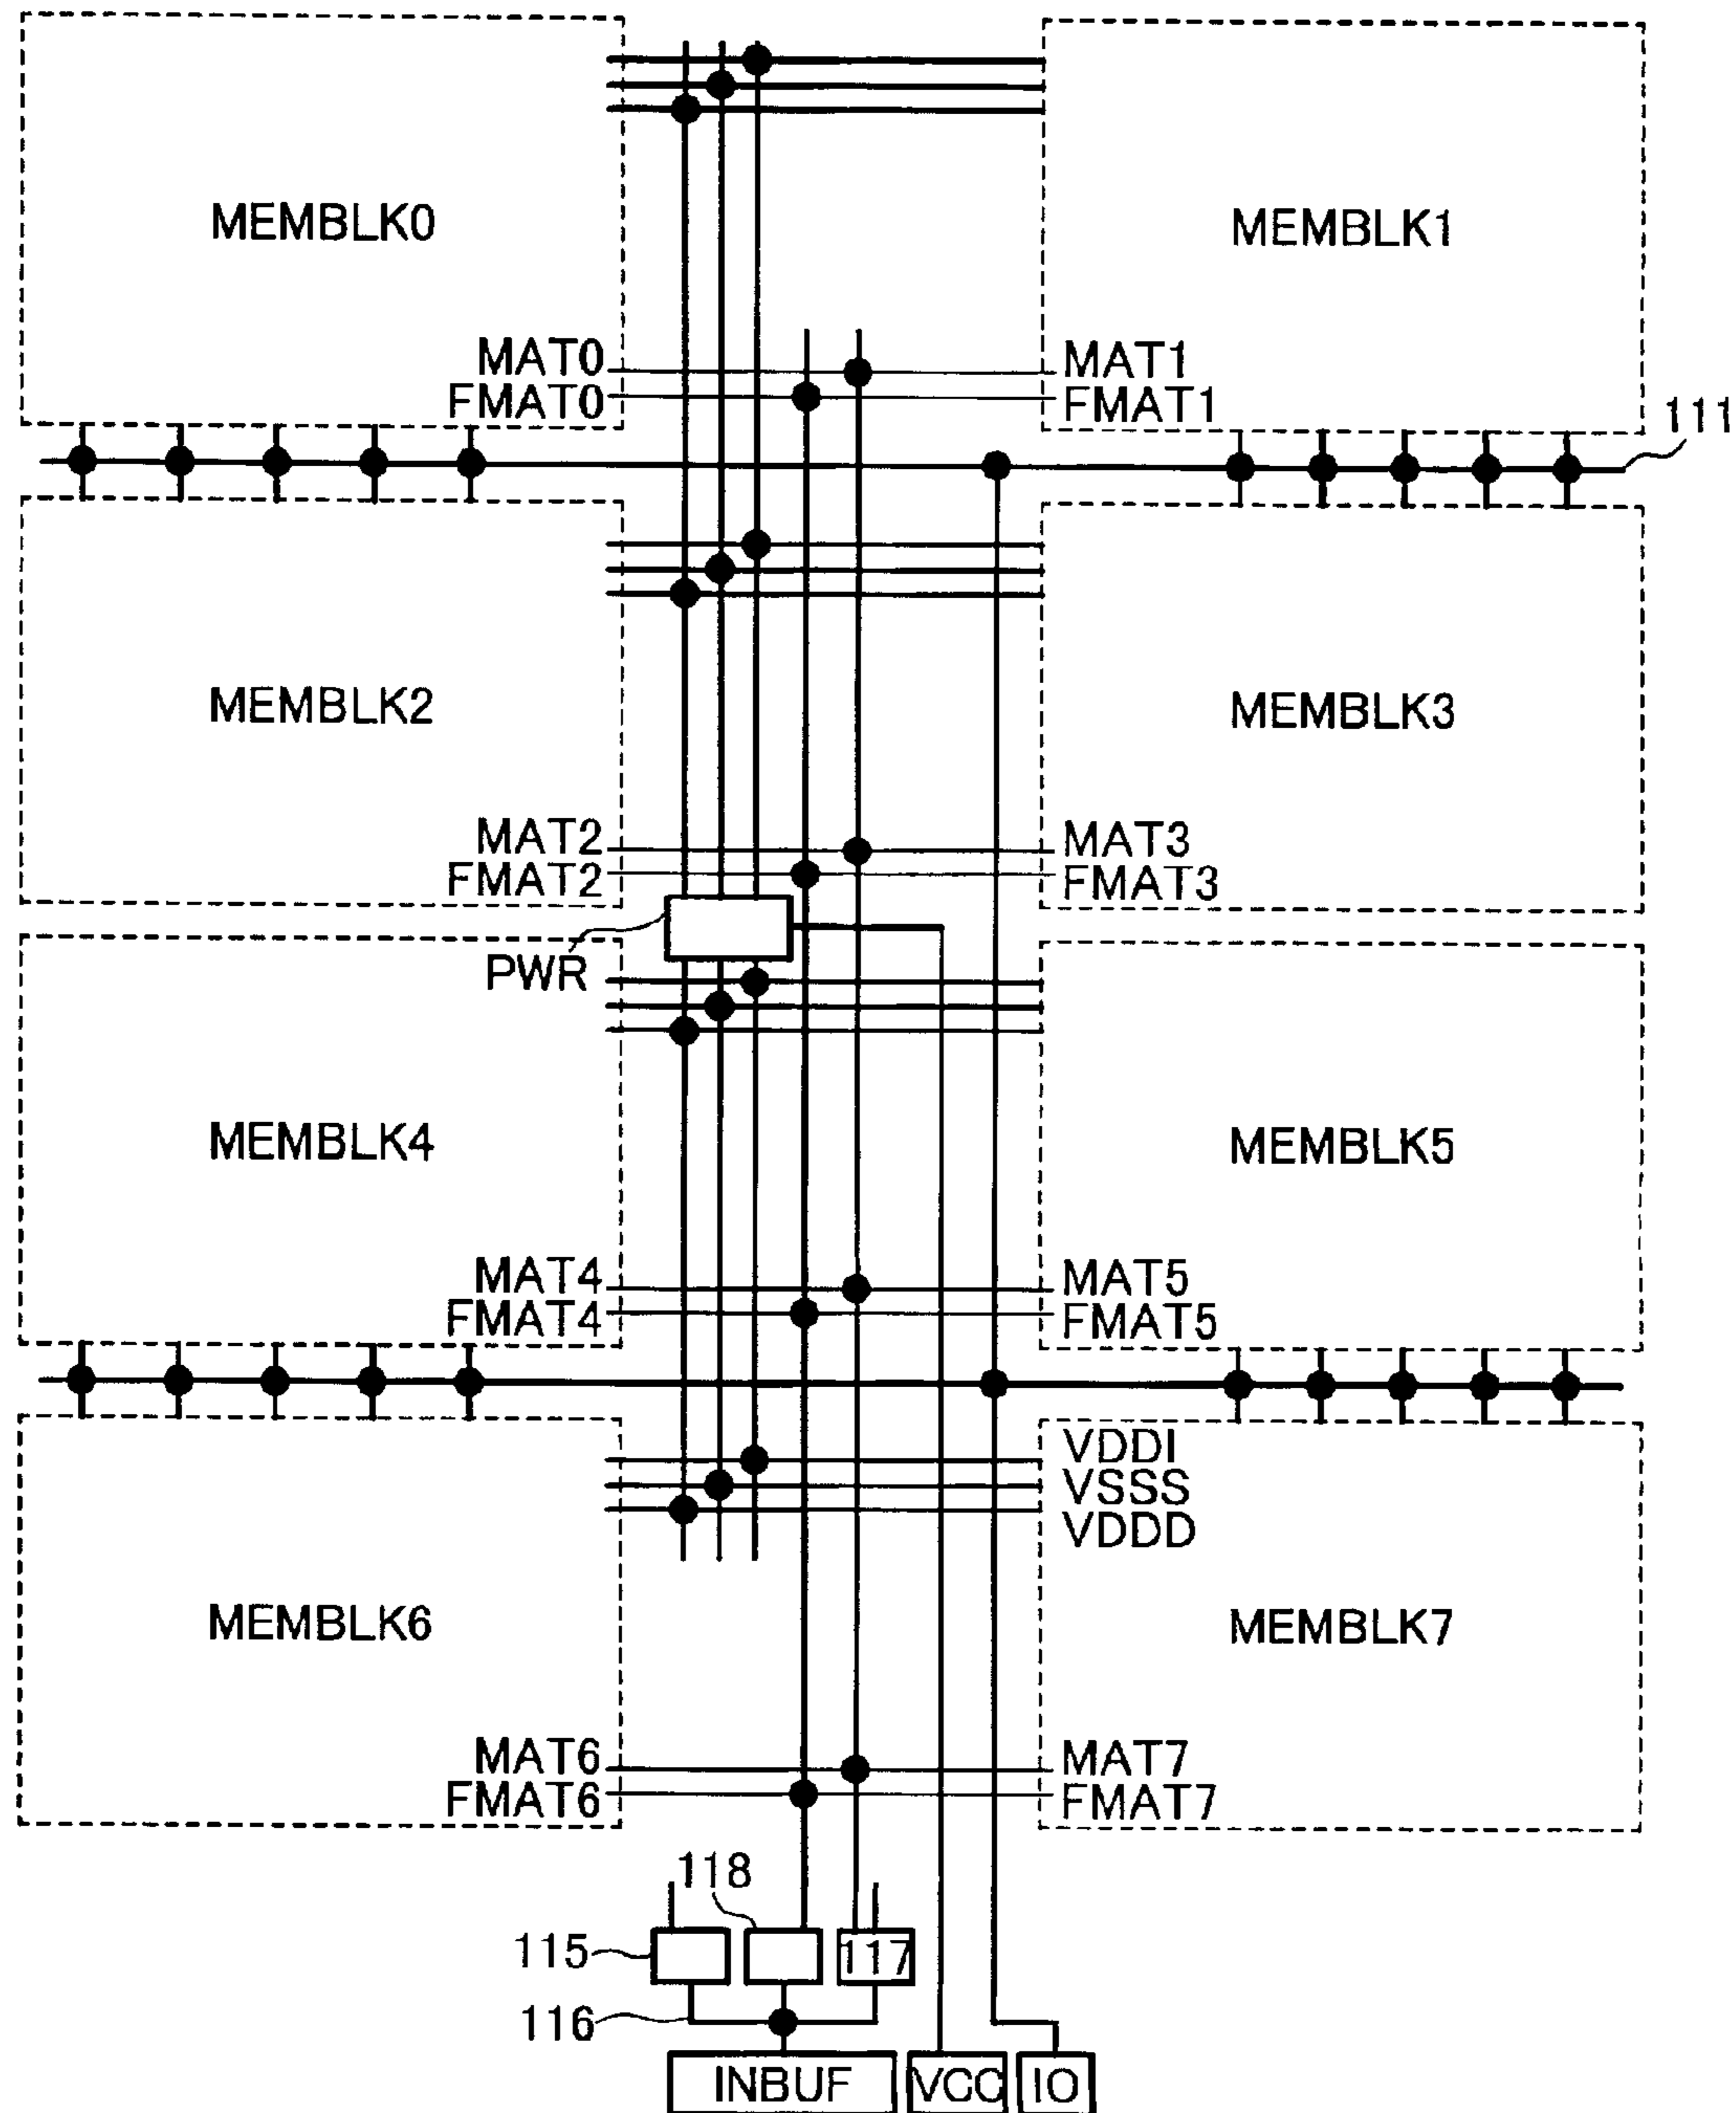 MEMBLK0
MEMBLK1
MAT0
MAT1
FMAT0
FMAT1
111
MEMBLK2
MEMBLK3
MAT2
MAT3
FMAT2
FMAT3
PWR
MEMBLK4
MEMBLK5
MAT4
MAT5
FMAT4
FMAT5
VDDI
VSSS
VDDD
MEMBLK6
MEMBLK7
MAT6
MAT7
FMAT6
FMAT7
118
115
117
116
INBUF
VCC
IO